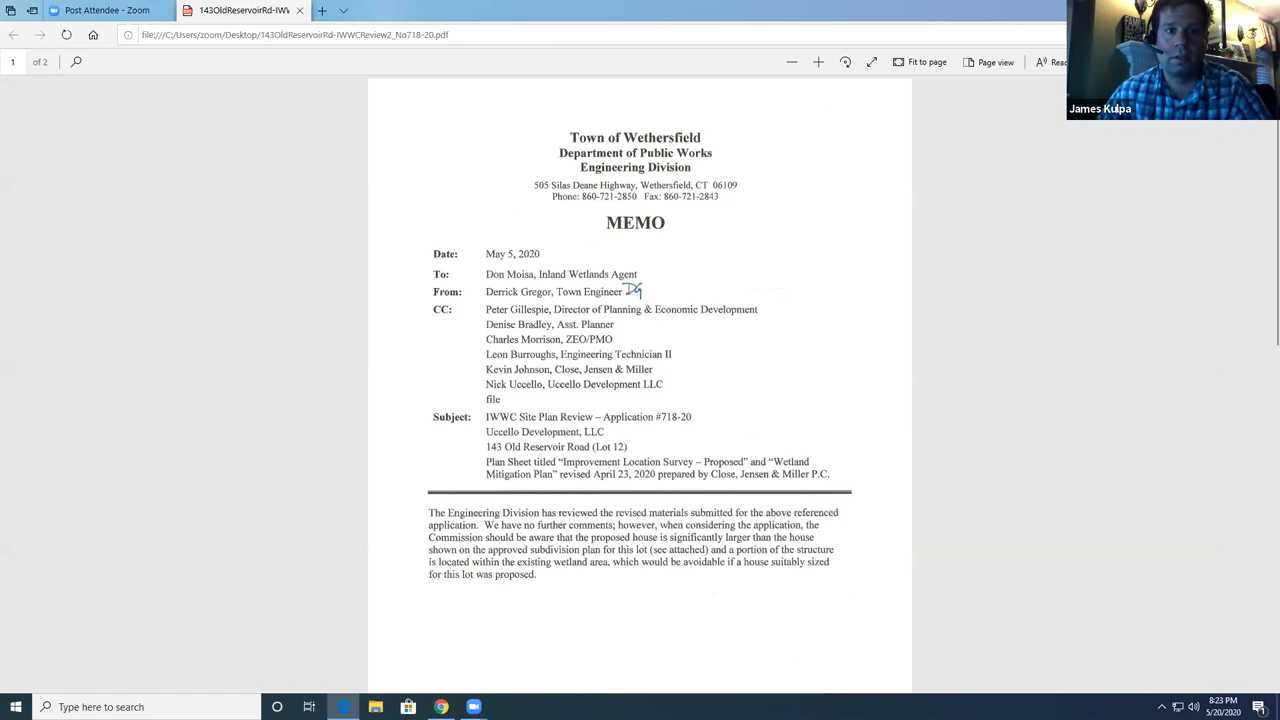 Post Attendee - Zoom
143OldReservoirRd-IWW
file:///C:/Users/zoom/Desktop/143OldReservoirRd-IWWCReview2_No718-20.pdf
1 of 2
Fit to page
Page view
Read
James Kulpa
Town of Wethersfield
Department of Public Works
Engineering Division
505 Silas Deane Highway, Wethersfield, CT 06109
Phone: 860-721-2850 Fax: 860-721-2843
MEMO
Date: May 5, 2020
To: Don Moisa, Inland Wetlands Agent
From: Derrick Gregor, Town Engineer DG
CC: Peter Gillespie, Director of Planning & Economic Development
Denise Bradley, Asst. Planner
Charles Morrison, ZEO/PMO
Leon Burroughs, Engineering Technician II
Kevin Johnson, Close, Jensen & Miller
Nick Uccello, Uccello Development LLC
file
Subject: IWWC Site Plan Review – Application #718-20
Uccello Development, LLC
143 Old Reservoir Road (Lot 12)
Plan Sheet titled “Improvement Location Survey – Proposed” and “Wetland
Mitigation Plan” revised April 23, 2020 prepared by Close, Jensen & Miller P.C.
The Engineering Division has reviewed the revised materials submitted for the above referenced
application. We have no further comments; however, when considering the application, the
Commission should be aware that the proposed house is significantly larger than the house
shown on the approved subdivision plan for this lot (see attached) and a portion of the structure
is located within the existing wetland area, which would be avoidable if a house suitably sized
for this lot was proposed.
Type here to search
8:23 PM
5/20/2020